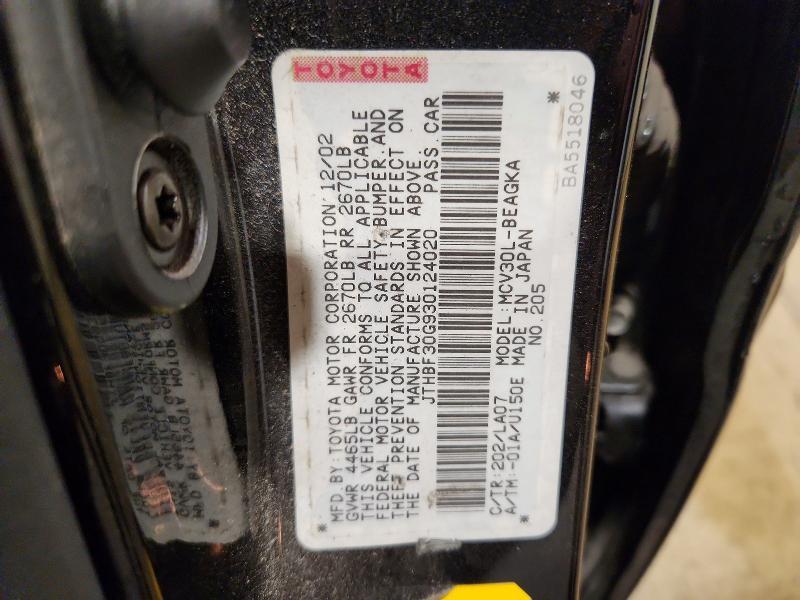 TOYOTA
MFD.BY:TOYOTA MOTOR CORPORATION 12/02
GVWR 4465LB GAWR FR 2670LB RR 2670LB
THIS VEHICLE CONFORMS TO ALL APPLICABLE
FEDERAL MOTOR VEHICLE SAFETY, BUMPER, AND
THEFT PREVENTION STANDARDS IN EFFECT ON
THE DATE OF MANUFACTURE SHOWN ABOVE.
JTHBF30G930124020 PASS. CAR
* *
C/TR:202/LA07 MODEL:MCV30L-BEAGKA
A/TM:-01A/U150E MADE IN JAPAN
* NO.205
BA5518046